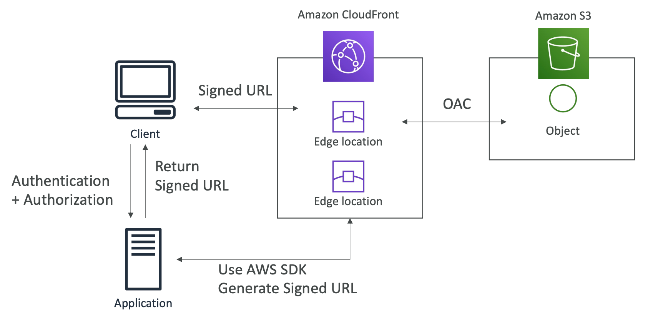 Amazon CloudFront
Amazon S3
Signed URL
OAC
Client
Edge location
Object
Authentication
+ Authorization
Return
Signed URL
Edge location
Application
Use AWS SDK
Generate Signed URL